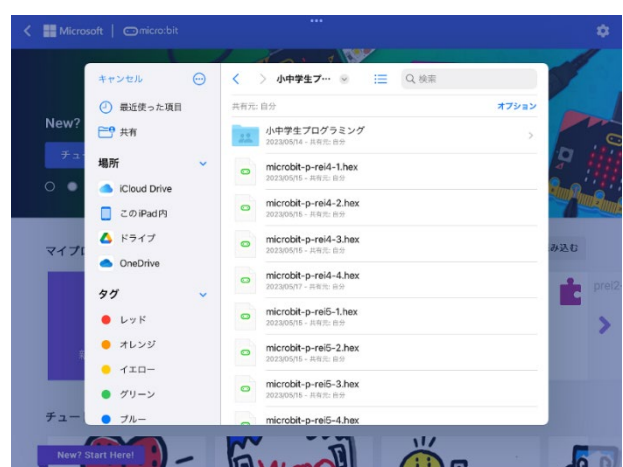 Microsoft | micro:bit
キャンセル
小中学生プ…
検索
最近使った項目
共有
共有元: 自分
オプション
小中学生プログラミング
2023/05/14 - 共有元: 自分
場所
iCloud Drive
この iPad 内
ドライブ
OneDrive
microbit-p-rei4-1.hex
2023/05/15 - 共有元: 自分
microbit-p-rei4-2.hex
2023/05/15 - 共有元: 自分
microbit-p-rei4-3.hex
2023/05/15 - 共有元: 自分
microbit-p-rei4-4.hex
2023/05/17 - 共有元: 自分
タグ
レッド
オレンジ
イエロー
グリーン
ブルー
microbit-p-rei5-1.hex
2023/05/15 - 共有元: 自分
microbit-p-rei5-2.hex
2023/05/15 - 共有元: 自分
microbit-p-rei5-3.hex
2023/05/15 - 共有元: 自分
microbit-p-rei5-4.hex
New?
チュー
マイプロ
み込む
新
チュート
New? Start Here!